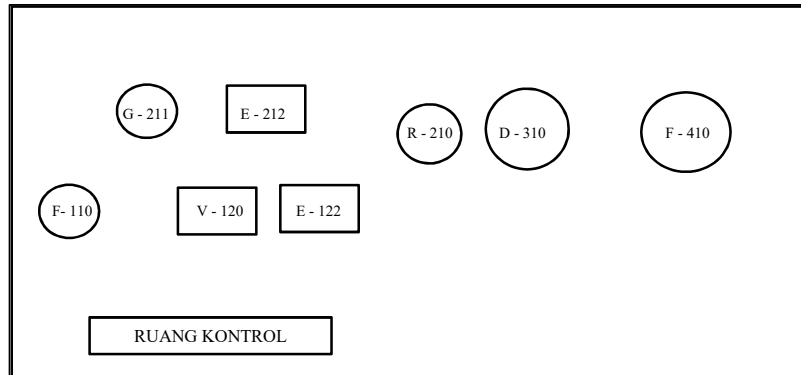 G - 211
E - 212
R - 210
D - 310
F - 410
F- 110
V - 120
E - 122
RUANG KONTROL